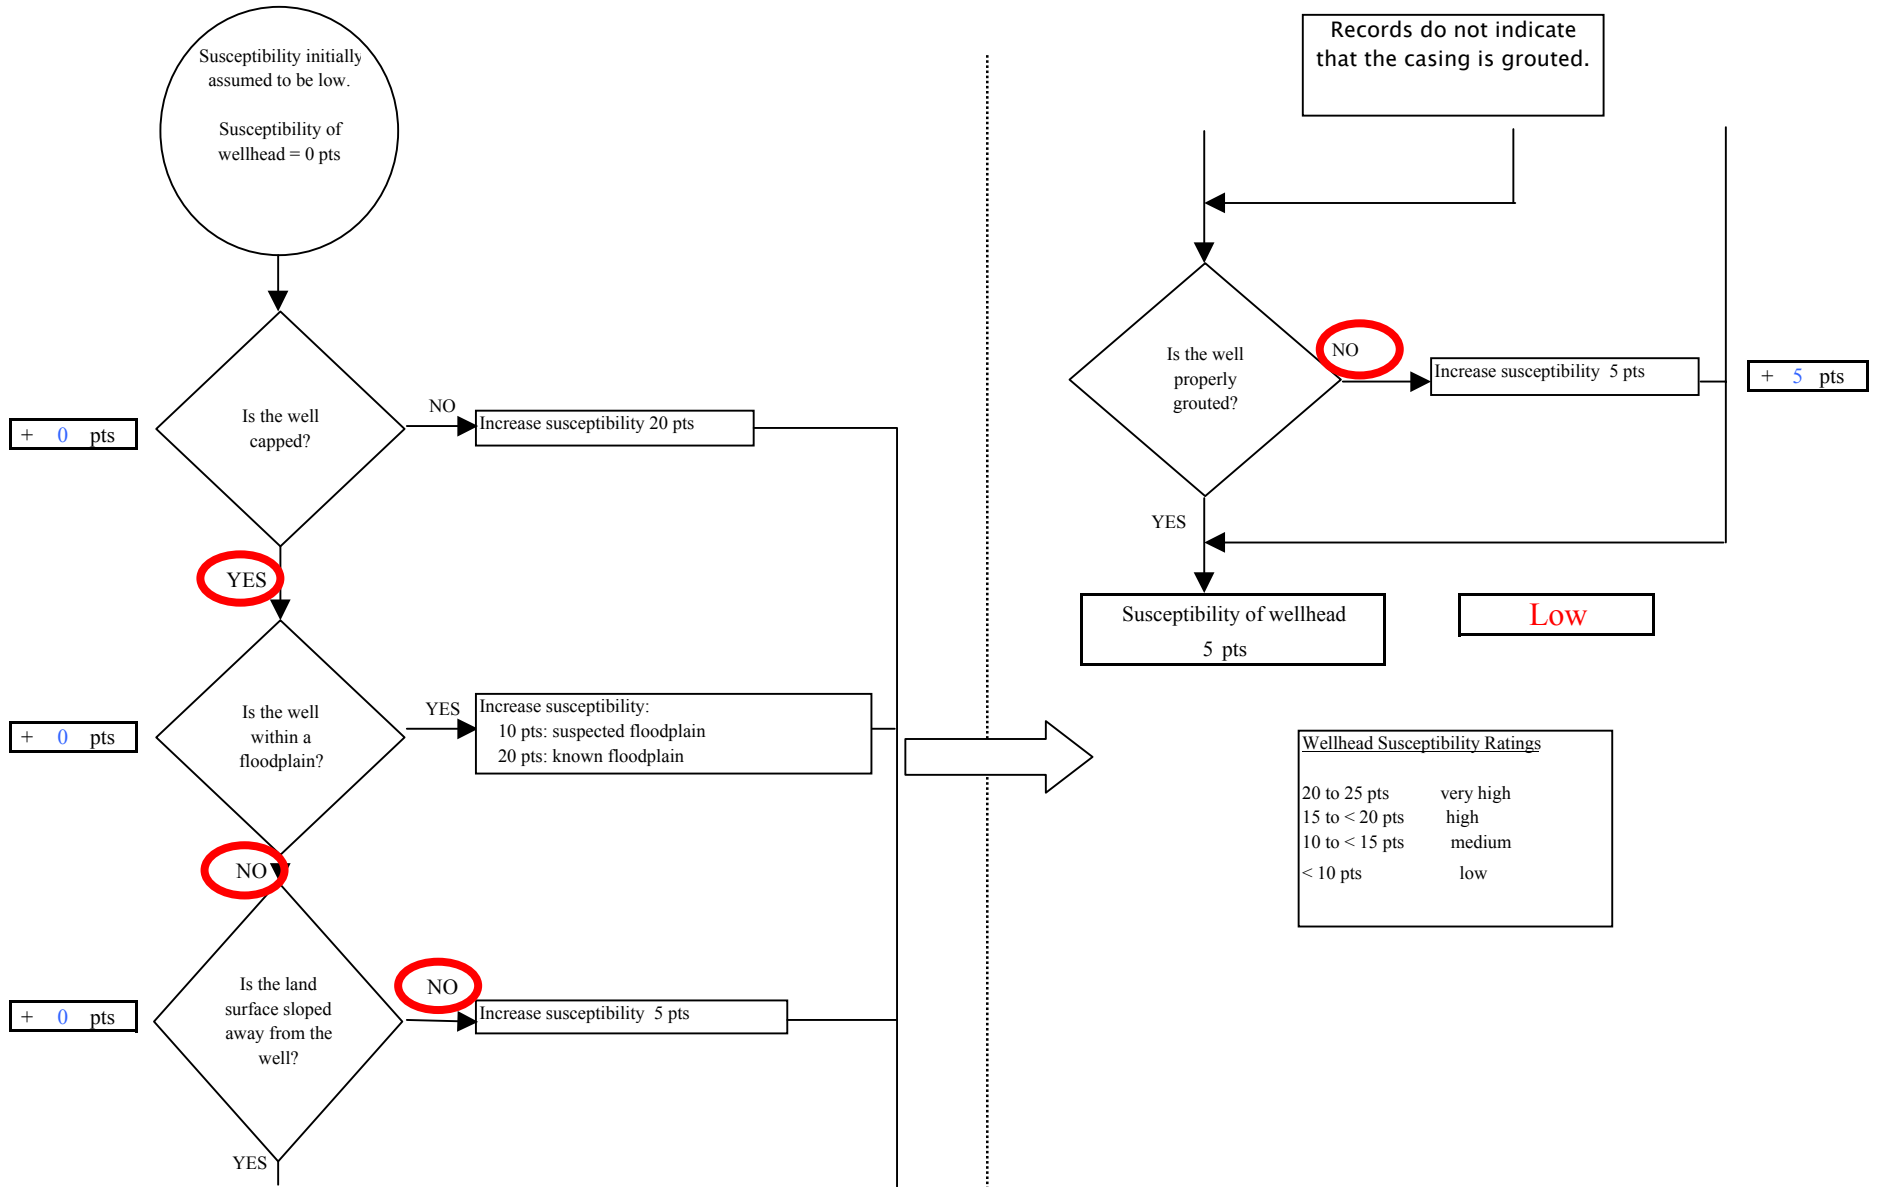 Susceptibility initially
assumed to be low.
Susceptibility of
wellhead = 0 pts
Is the well
capped?
NO
Increase susceptibility 20 pts
+ 0 pts
YES
Is the well
within a
floodplain?
YES
Increase susceptibility:
10 pts: suspected floodplain
20 pts: known floodplain
+ 0 pts
NO
Is the land
surface sloped
away from the
well?
NO
Increase susceptibility 5 pts
+ 0 pts
YES
Records do not indicate
that the casing is grouted.
Is the well
properly
grouted?
NO
Increase susceptibility 5 pts
+ 5 pts
YES
Susceptibility of wellhead
5 pts
Low
Wellhead Susceptibility Ratings
20 to 25 pts very high
15 to < 20 pts high
10 to < 15 pts medium
< 10 pts low